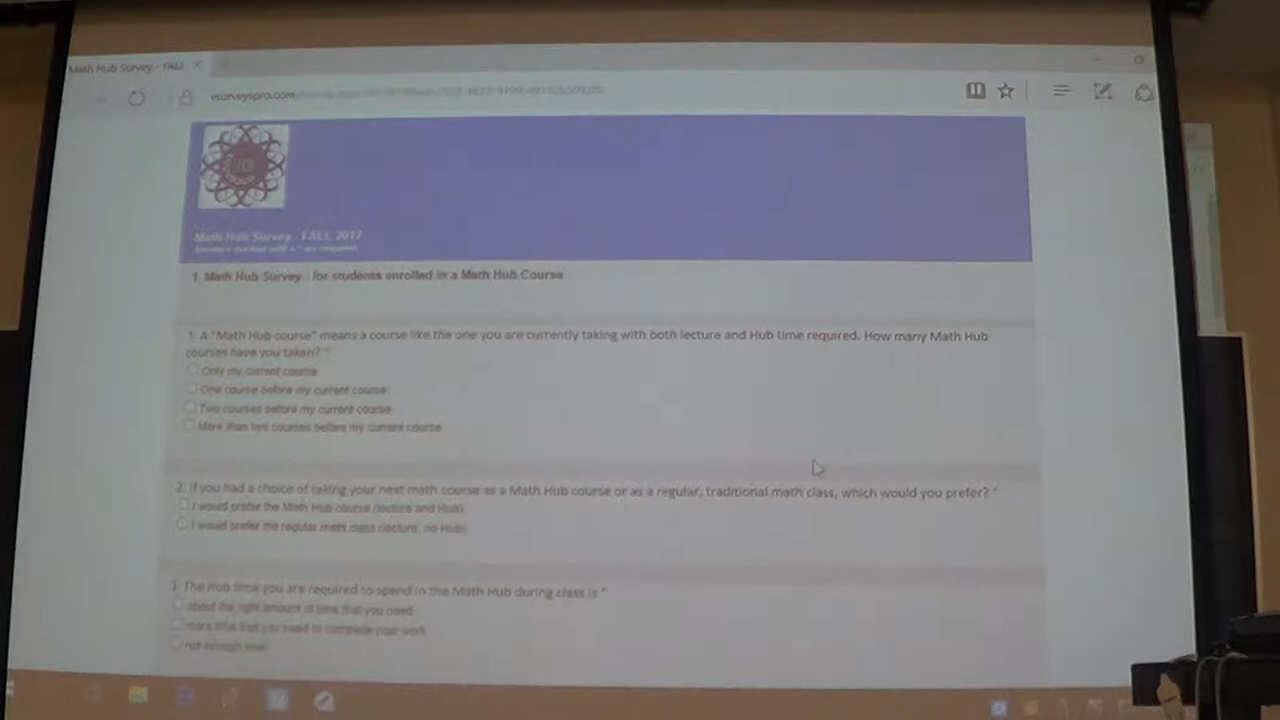 Math Hub Survey - FALL
vsurveyspro.com
Math Hub Survey - FALL 2017
1. Math Hub Survey - for students enrolled in a Math Hub Course
1. A "Math Hub course" means a course like the one you are currently taking with both lecture and Hub time required. How many Math Hub
courses have you taken? *
Only my current course
One course before my current course
Two courses before my current course
More than two courses before my current course
2. If you had a choice of taking your next math course as a Math Hub course or as a regular, traditional math class, which would you prefer? *
I would prefer the Math Hub course (lecture and Hub)
I would prefer the regular math class (lecture, no Hub)
3. The Hub time you are required to spend in the Math Hub during class is *
about the right amount of time that you need
more time that you need to complete your work
not enough time